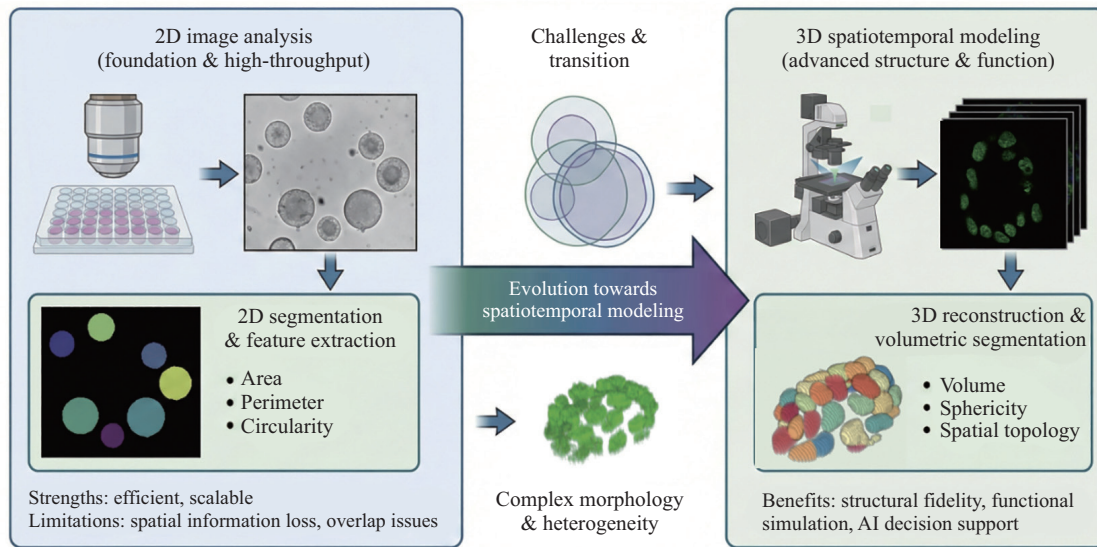 2D image analysis
(foundation & high-throughput)
2D segmentation
& feature extraction
• Area
• Perimeter
• Circularity
Strengths: efficient, scalable
Limitations: spatial information loss, overlap issues
Challenges &
transition
Evolution towards
spatiotemporal modeling
Complex morphology
& heterogeneity
3D spatiotemporal modeling
(advanced structure & function)
3D reconstruction &
volumetric segmentation
• Volume
• Sphericity
• Spatial topology
Benefits: structural fidelity, functional
simulation, AI decision support